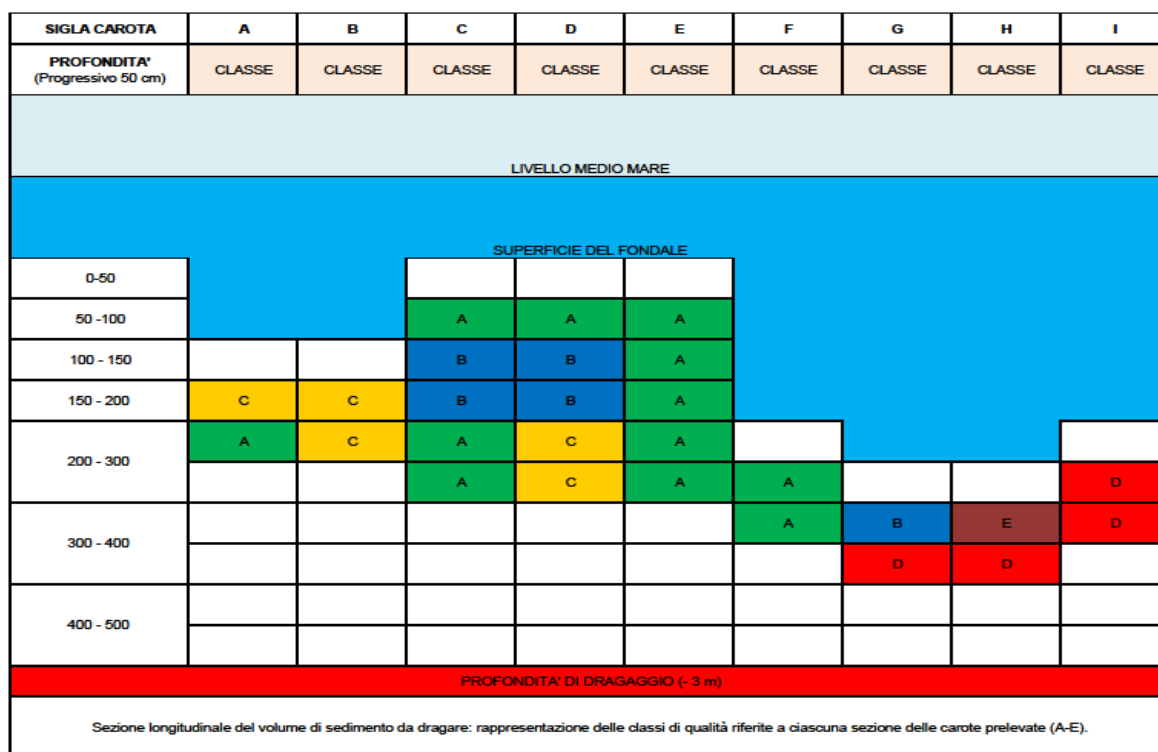 SIGLA CAROTA A B C D E F G H I
PROFONDITA' CLASSE CLASSE CLASSE CLASSE CLASSE CLASSE CLASSE CLASSE CLASSE
(Progressivo 50 cm)
LIVELLO MEDIO MARE
SUPERFICIE DEL FONDALE
0-50
50 -100 A A A
100 - 150 B B A
150 - 200 C C B B A
200 - 300
A C A C A
A C A A D
300 - 400
A B E D
D D
400 - 500
PROFONDITA' DI DRAGAGGIO (- 3 m)
Sezione longitudinale del volume di sedimento da dragare: rappresentazione delle classi di qualità riferite a ciascuna sezione delle carote prelevate (A-E).